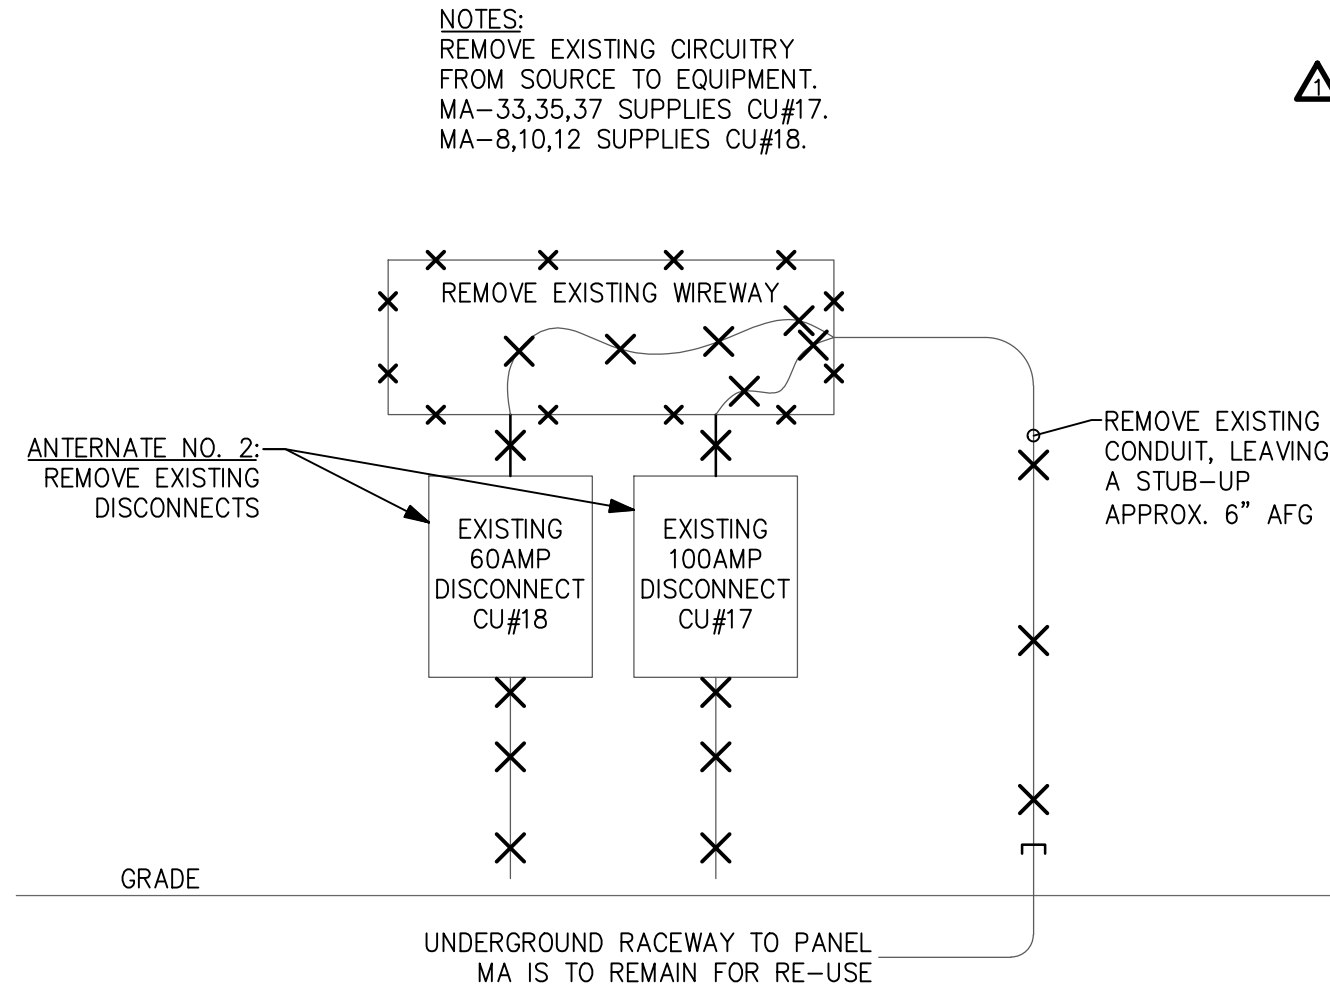 NOTES:
REMOVE EXISTING CIRCUITRY
FROM SOURCE TO EQUIPMENT.
MA-33,35,37 SUPPLIES CU#17.
MA-8,10,12 SUPPLIES CU#18.
1
REMOVE EXISTING WIREWAY
ANTERNATE NO. 2:
REMOVE EXISTING
DISCONNECTS
EXISTING
60AMP
DISCONNECT
CU#18
EXISTING
100AMP
DISCONNECT
CU#17
REMOVE EXISTING
CONDUIT, LEAVING
A STUB-UP
APPROX. 6" AFG
GRADE
UNDERGROUND RACEWAY TO PANEL
MA IS TO REMAIN FOR RE-USE